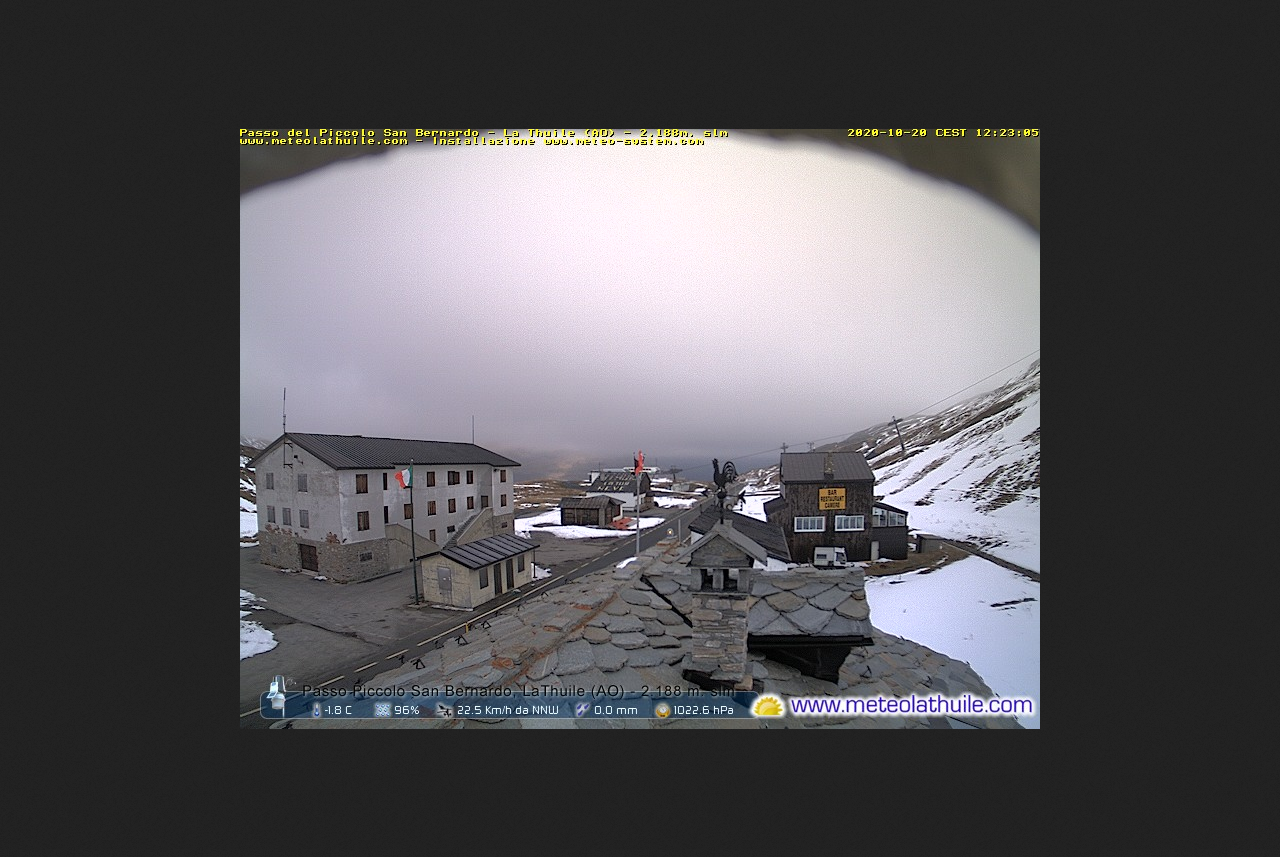 Passo del Piccolo San Bernardo - La Thuile (AO) - 2.188m. slm
2020-10-20 CEST 12:23:05
www.meteolathuile.com - Installazione www.meteo-system.com
BAR
RESTAURANT
CAMERE
NEVE
Passo Piccolo San Bernardo, LaThuile (AO) - 2.188 m. slm
-1.8 C 96% 22.5 Km/h da NNW 0.0 mm 1022.6 hPa
www.meteolathuile.com